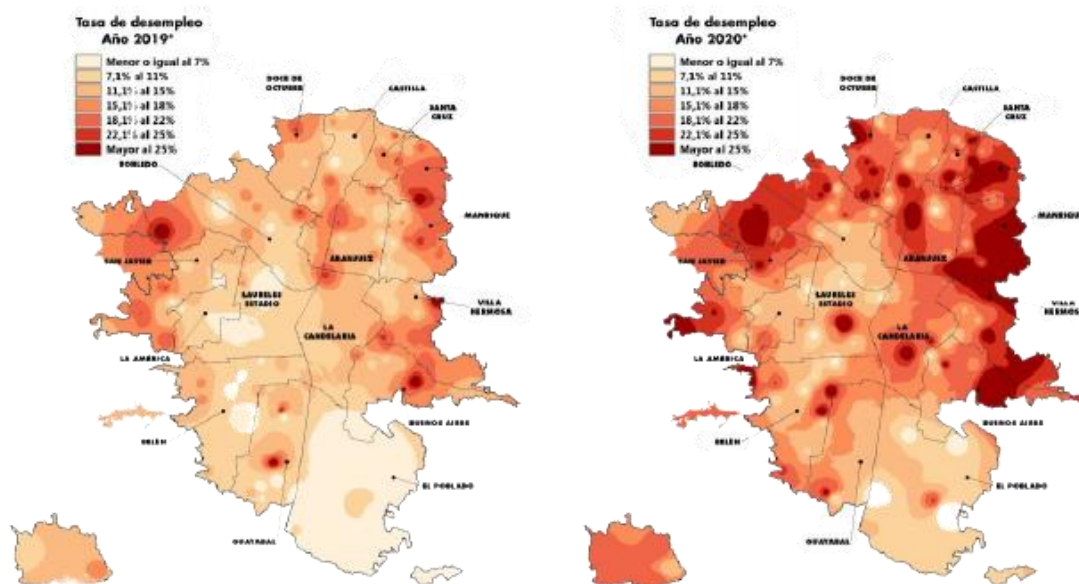 Tasa de desempleo
Año 2019*
Menor o igual al 7%
7,1% al 11%
11,1% al 15%
15,1% al 18%
18,1% al 22%
22,1% al 25%
Mayor al 25%
DOCE DE
OCTUBRE
CASTILLA
SANTA
CRUZ
ROBLEDO
MANRIQUE
SAN JAVIER
ARANJUEZ
LAURELES
ESTADIO
VILLA
HERMOSA
LA
CANDELARIA
LA AMÉRICA
BUENOS AIRES
BELÉN
EL POBLADO
GUAYABAL
Tasa de desempleo
Año 2020*
Menor o igual al 7%
7,1% al 11%
11,1% al 15%
15,1% al 18%
18,1% al 22%
22,1% al 25%
Mayor al 25%
DOCE DE
OCTUBRE
CASTILLA
SANTA
CRUZ
ROBLEDO
MANRIQUE
SAN JAVIER
ARANJUEZ
LAURELES
ESTADIO
VILLA
HERMOSA
LA
CANDELARIA
LA AMÉRICA
BUENOS AIRES
BELÉN
EL POBLADO
GUAYABAL